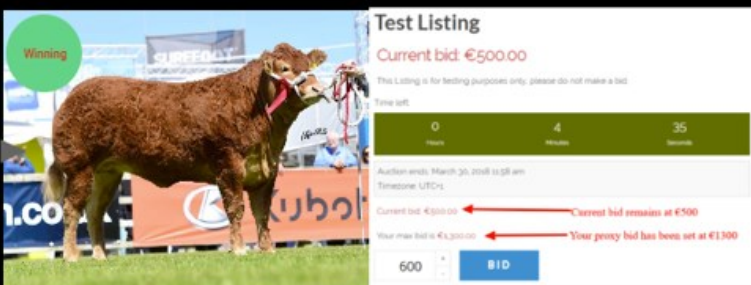 Winning
SURFEOOT
n.co
Kubot
Test Listing
Current bid: €500.00
This Listing is for testing purposes only, please do not make a bid.
Time left:
0
4
35
Hours
Minutes
Seconds
Auction ends: March 30, 2018 11:58 am
Timezone: UTC+1
Current bid: €500.00
Current bid remains at €500
Your max bid is €1,300.00
Your proxy bid has been set at €1300
600
BID